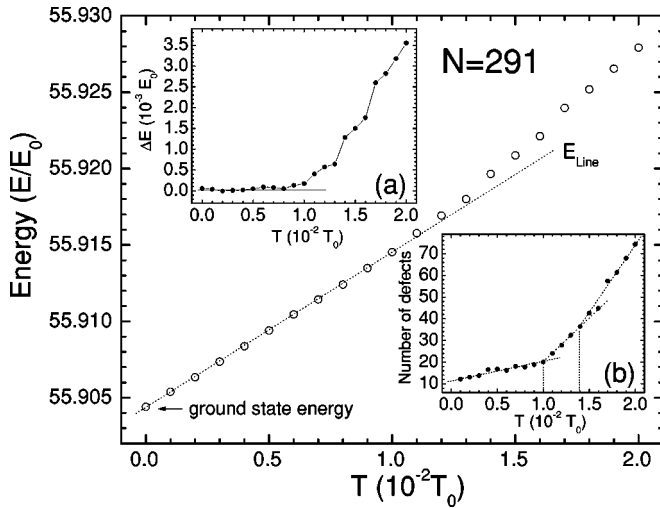 55.930
55.925
55.920
55.915
55.910
55.905
Energy (E/E0)
N=291
E Line
ground state energy
0.0 0.5 1.0 1.5 2.0
T (10^-2 T0)
3.5
3.0
2.5
2.0
1.5
1.0
0.5
0.0
ΔE (10^-3 E0)
(a)
0.0 0.5 1.0 1.5 2.0
T (10^-2 T0)
70
60
50
40
30
20
10
Number of defects
(b)
0.0 0.5 1.0 1.5 2.0
T (10^-2 T0)